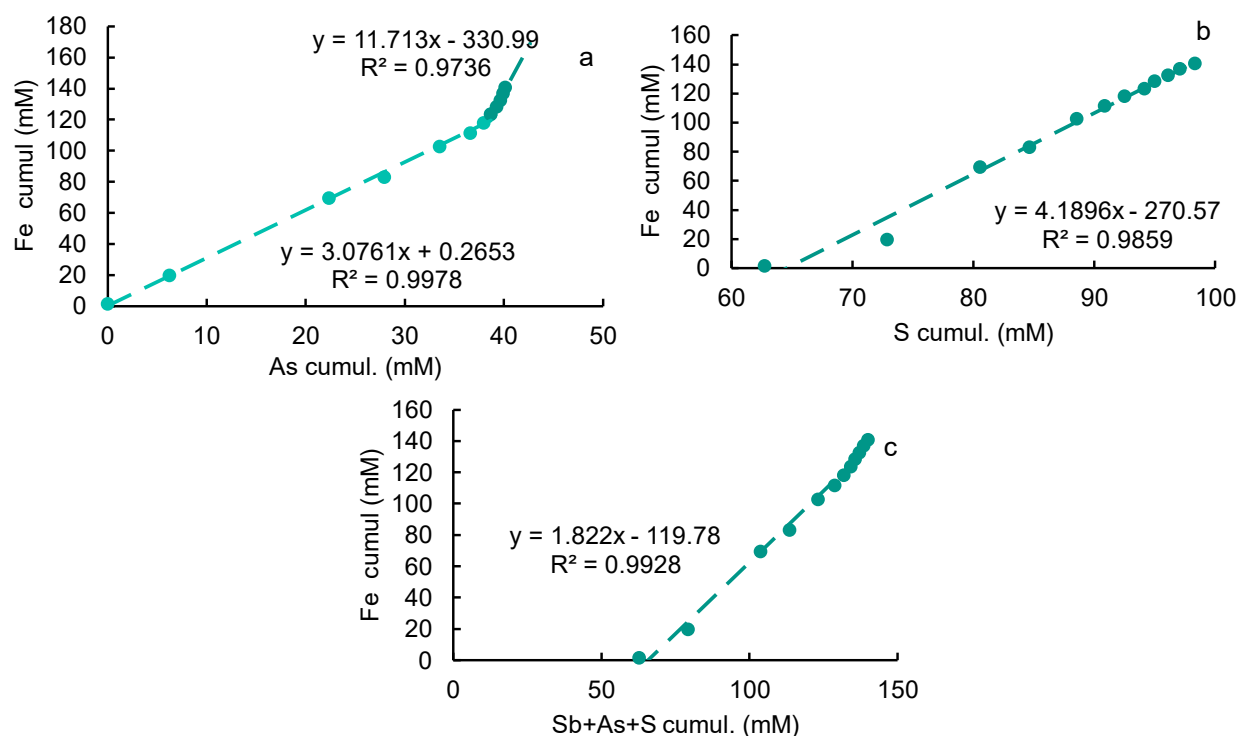 180
160
140
120
100
80
60
40
20
0
Fe cumul (mM)
y = 11.713x - 330.99
R² = 0.9736
a
y = 3.0761x + 0.2653
R² = 0.9978
0 10 20 30 40 50
As cumul. (mM)
160
140
120
100
80
60
40
20
0
Fe cumul (mM)
b
y = 4.1896x - 270.57
R² = 0.9859
60 70 80 90 100
S cumul. (mM)
160
140
120
100
80
60
40
20
0
Fe cumul (mM)
c
y = 1.822x - 119.78
R² = 0.9928
0 50 100 150
Sb+As+S cumul. (mM)